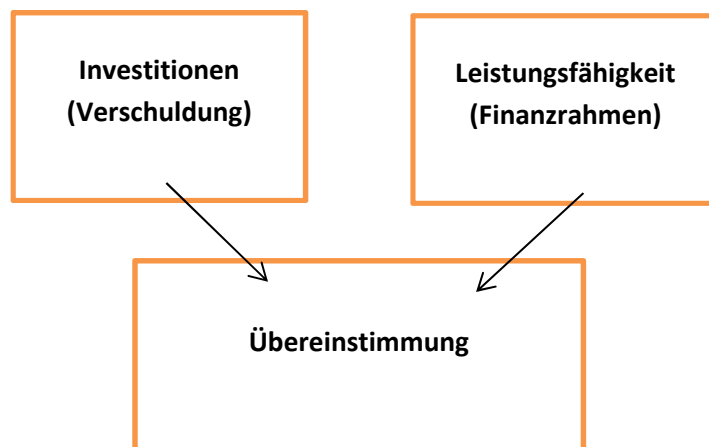 Investitionen
(Verschuldung)
Leistungsfähigkeit
(Finanzrahmen)
Übereinstimmung